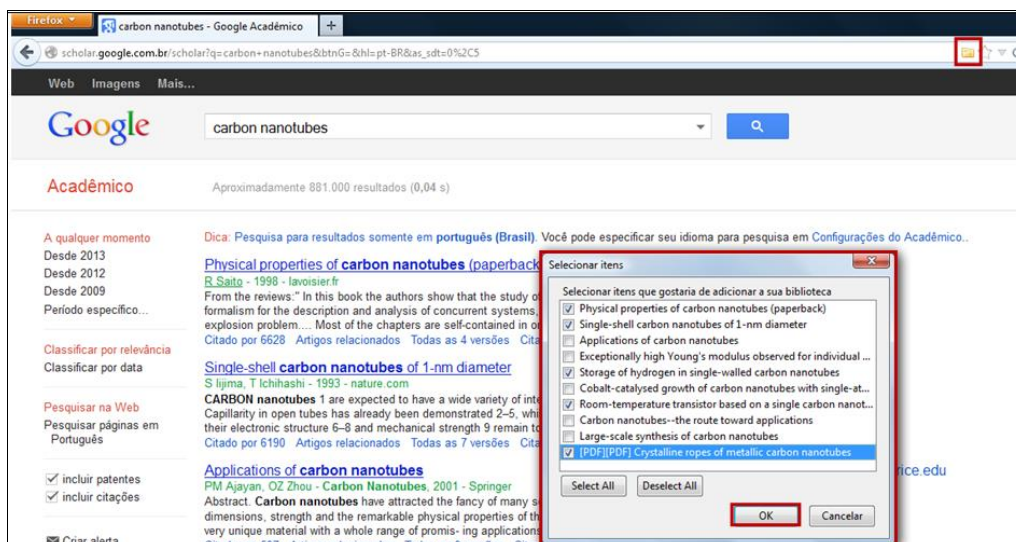 Firefox
carbon nanotubes - Google Acadêmico
scholar.google.com.br/scholar?q=carbon+nanotubes&btnG=&hl=pt-BR&as_sdt=0%2C5
Web Imagens Mais...
Google
carbon nanotubes
Acadêmico
Aproximadamente 881.000 resultados (0,04 s)
A qualquer momento
Desde 2013
Desde 2012
Desde 2009
Período específico...
Classificar por relevância
Classificar por data
Pesquisar na Web
Pesquisar páginas em
Português
incluir patentes
incluir citações
Criar alerta
Dica: Pesquisa para resultados somente em português (Brasil). Você pode especificar seu idioma para pesquisa em Configurações do Acadêmico..
Physical properties of carbon nanotubes (paperback
R Saito - 1998 - lavoisier.fr
From the reviews:" In this book the authors show that the study of
formalism for the description and analysis of concurrent systems,
explosion problem.... Most of the chapters are self-contained in
Citado por 6628 Artigos relacionados Todas as 4 versões
Single-shell carbon nanotubes of 1-nm diameter
S Iijima, T Ichihashi - 1993 - nature.com
CARBON nanotubes 1 are expected to have a wide variety of
Capillarity in open tubes has already been demonstrated 2–5,
their electronic structure 6–8 and mechanical strength 9 remain
Citado por 6190 Artigos relacionados Todas as 7 versões
Applications of carbon nanotubes
PM Ajayan, OZ Zhou - Carbon Nanotubes, 2001 - Springer
Abstract. Carbon nanotubes have attracted the fancy of many
dimensions, strength and the remarkable physical properties of
very unique material with a whole range of promis- ing applications
rice.edu
Selecionar itens
Selecionar itens que gostaria de adicionar a sua biblioteca
Physical properties of carbon nanotubes (paperback)
Single-shell carbon nanotubes of 1-nm diameter
Applications of carbon nanotubes
Exceptionally high Young's modulus observed for individual ...
Storage of hydrogen in single-walled carbon nanotubes
Cobalt-catalysed growth of carbon nanotubes with single-at...
Room-temperature transistor based on a single carbon nanot...
Carbon nanotubes--the route toward applications
Large-scale synthesis of carbon nanotubes
[PDF][PDF] Crystalline ropes of metallic carbon nanotubes
Select All Deselect All
OK Cancelar